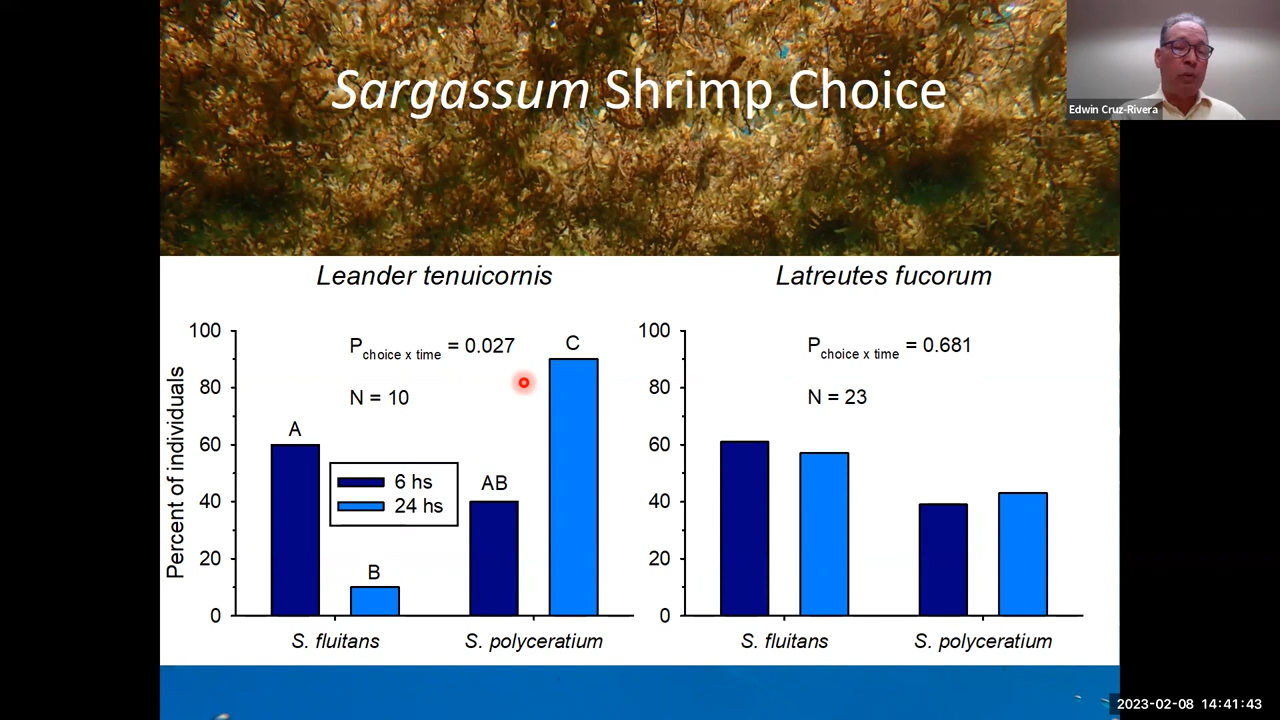 Sargassum Shrimp Choice
Edwin Cruz-Rivera
Leander tenuicornis
Latreutes fucorum
Percent of individuals
100
80
60
40
20
0
P choice x time = 0.027
N = 10
A
B
AB
C
6 hs
24 hs
S. fluitans
S. polyceratium
100
80
60
40
20
0
P choice x time = 0.681
N = 23
S. fluitans
S. polyceratium
2023-02-08 14:41:43